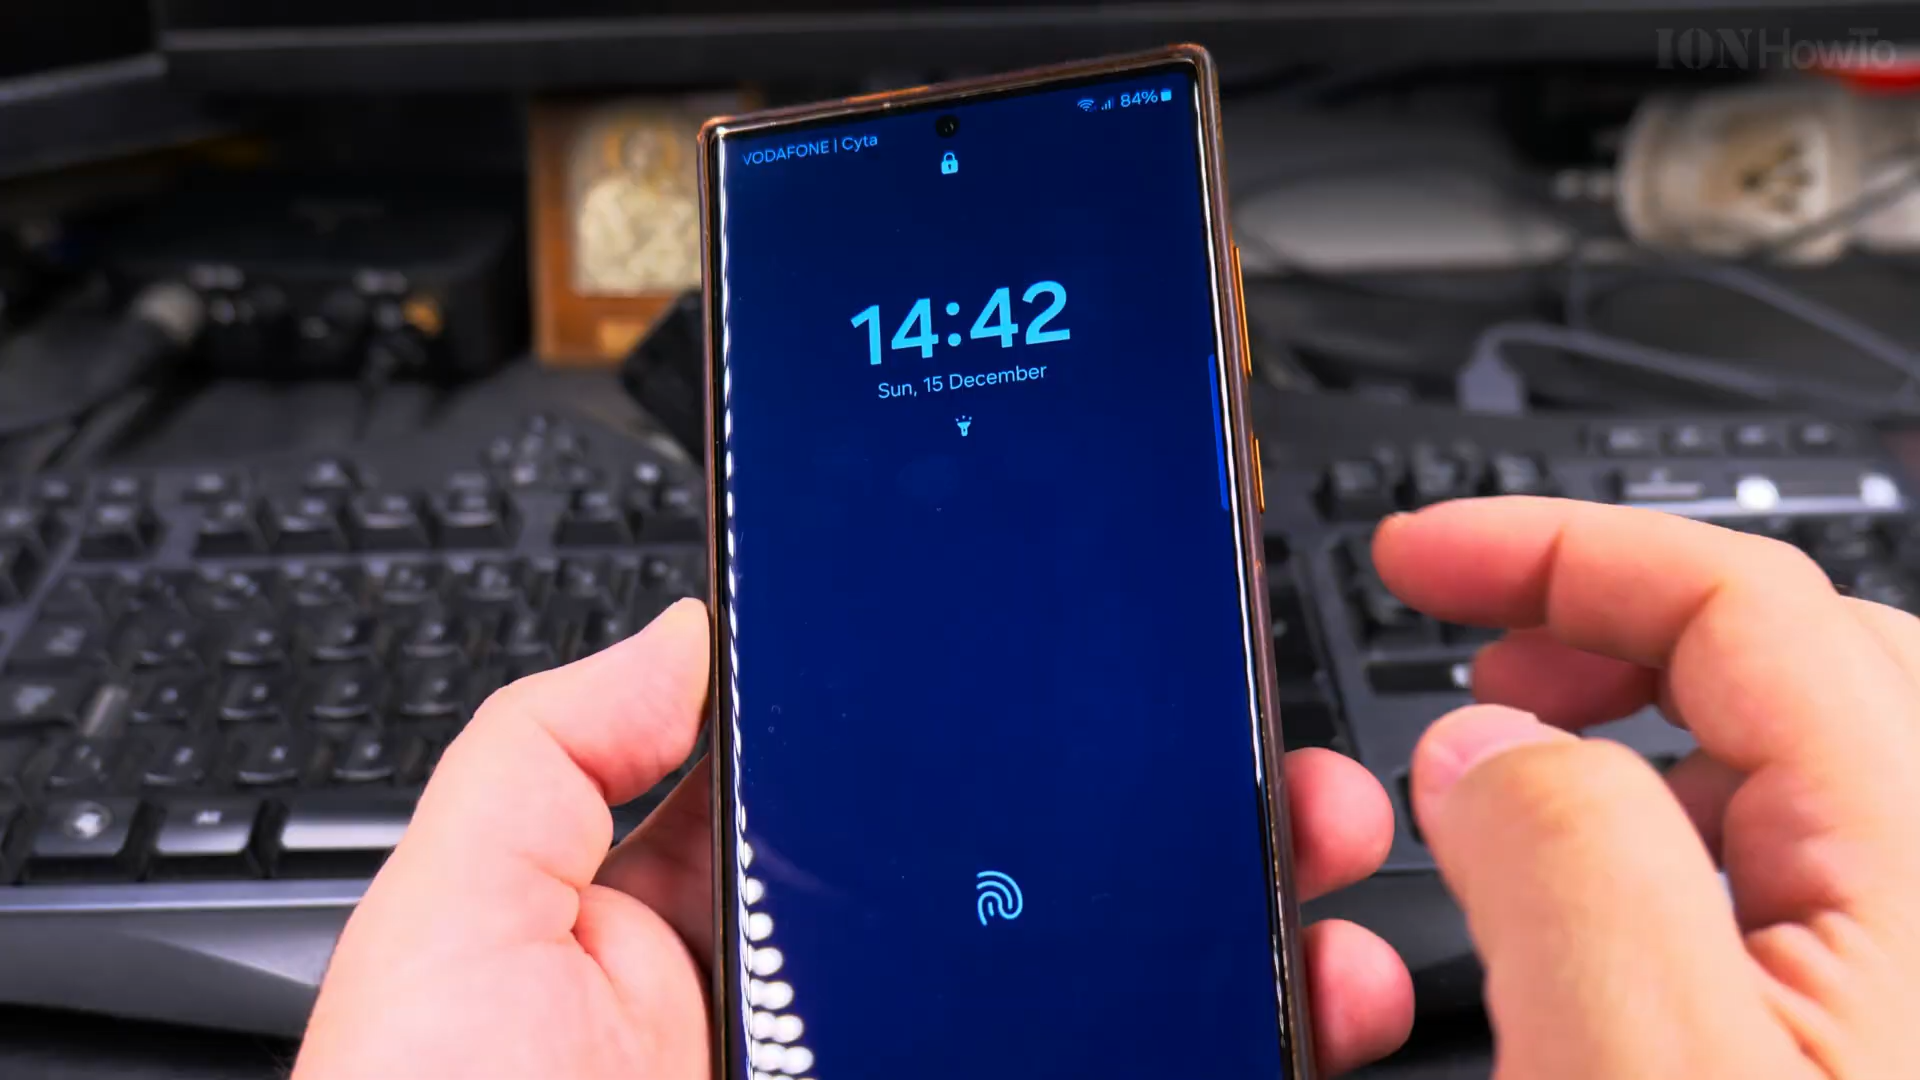 IONHowTo
84%
VODAFONE | Cyta
14:42
Sun, 15 December